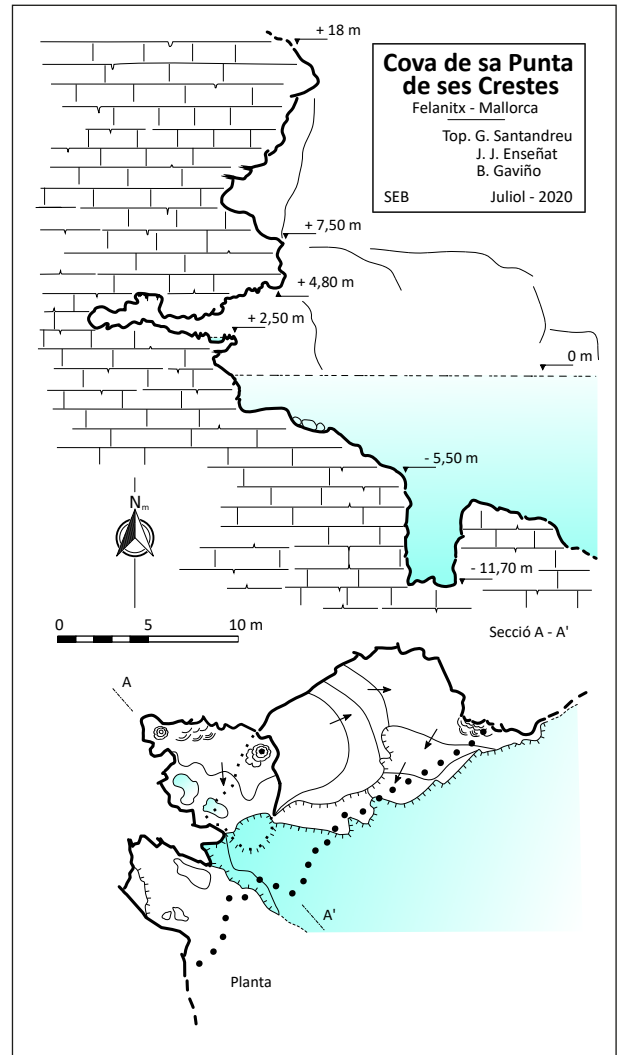 + 18 m
Cova de sa Punta
de ses Crestes
Felanitx - Mallorca
Top. G. Santandreu
J. J. Enseñat
B. Gaviño
SEB Juliol - 2020
+ 7,50 m
+ 4,80 m
+ 2,50 m
0 m
- 5,50 m
Nm
- 11,70 m
0 5 10 m
Secció A - A'
A
A'
Planta